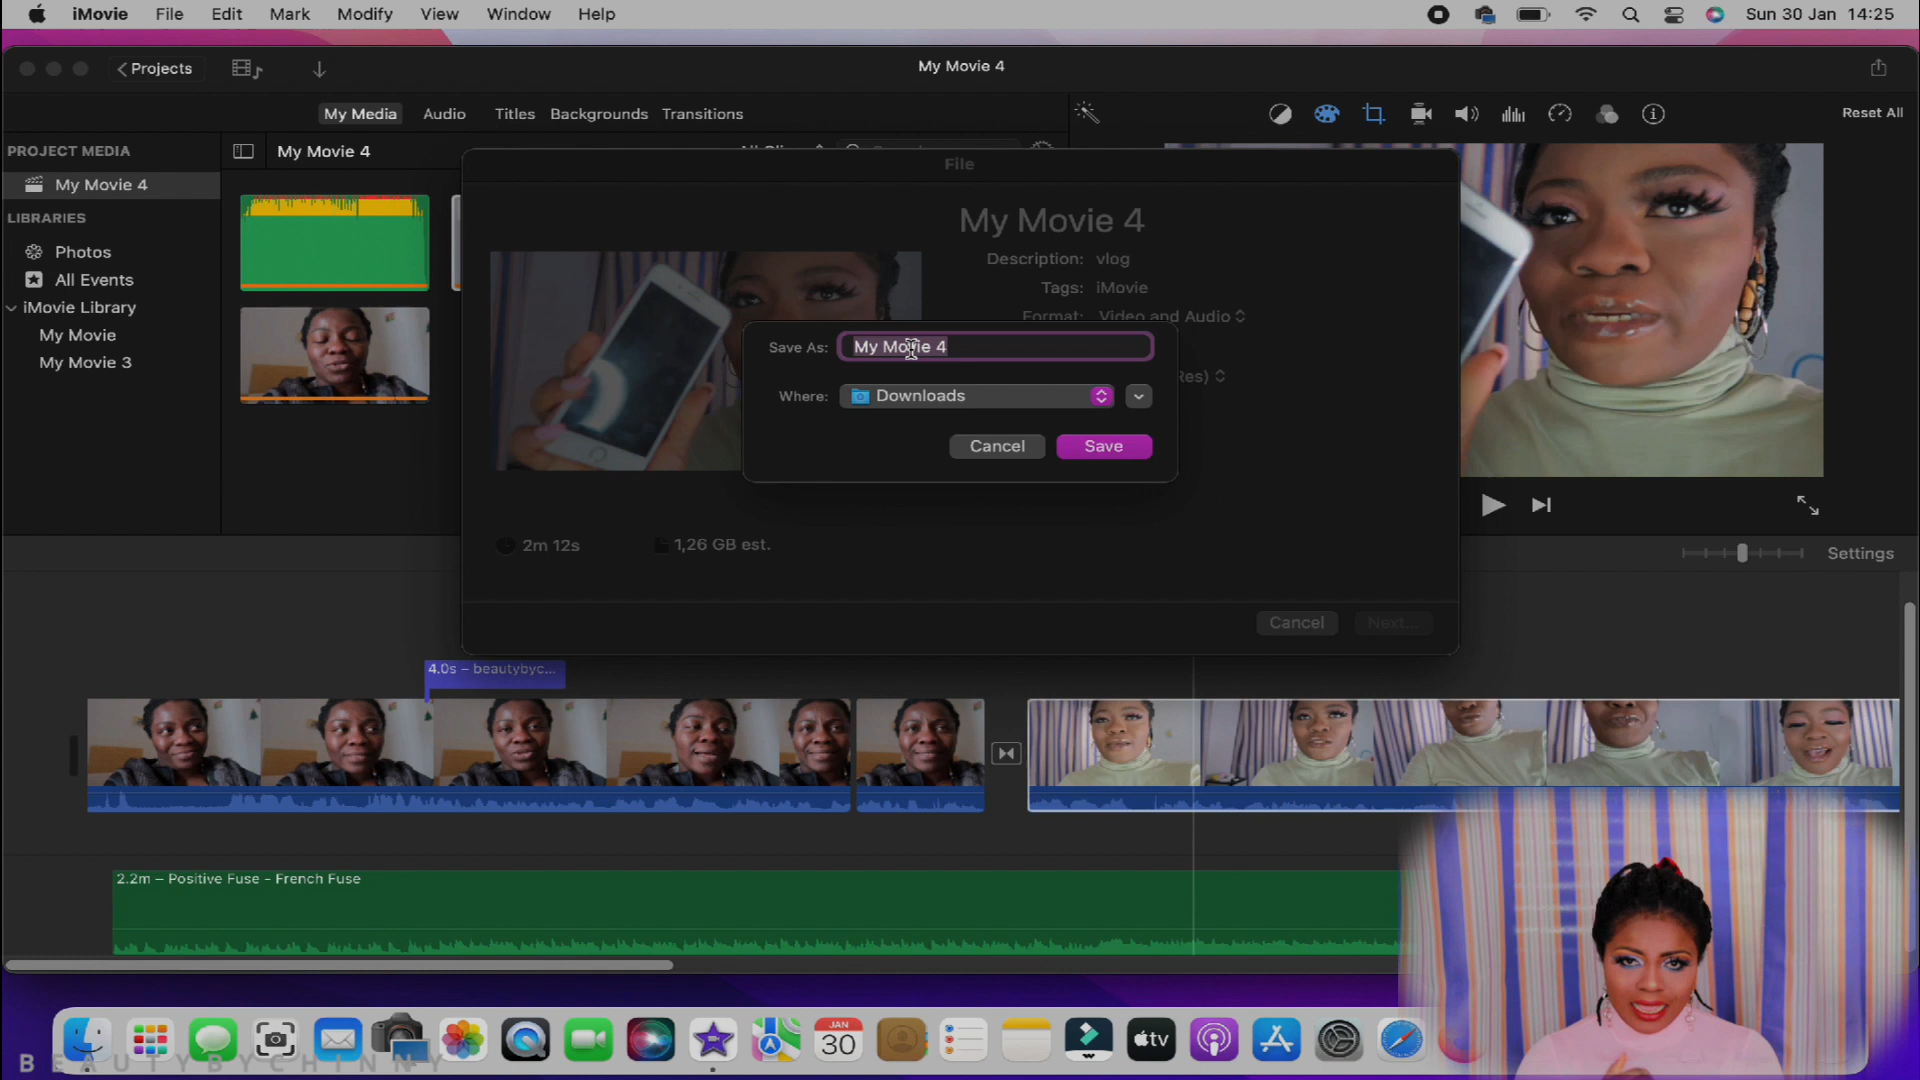 iMovie File Edit Mark Modify View Window Help
Sun 30 Jan 14:25
Projects
My Movie 4
My Media Audio Titles Backgrounds Transitions
Reset All
PROJECT MEDIA
My Movie 4
My Movie 4
LIBRARIES
Photos
All Events
iMovie Library
My Movie
My Movie 3
File
My Movie 4
Description: vlog
Tags: iMovie
Format: Video and Audio
Res)
Save As: My Movie 4
Where: Downloads
Cancel Save
2m 12s
1,26 GB est.
Cancel Next...
Settings
4.0s – beautybyc...
2.2m – Positive Fuse - French Fuse
JAN
30
tv
BEAUTYBYCHINNY